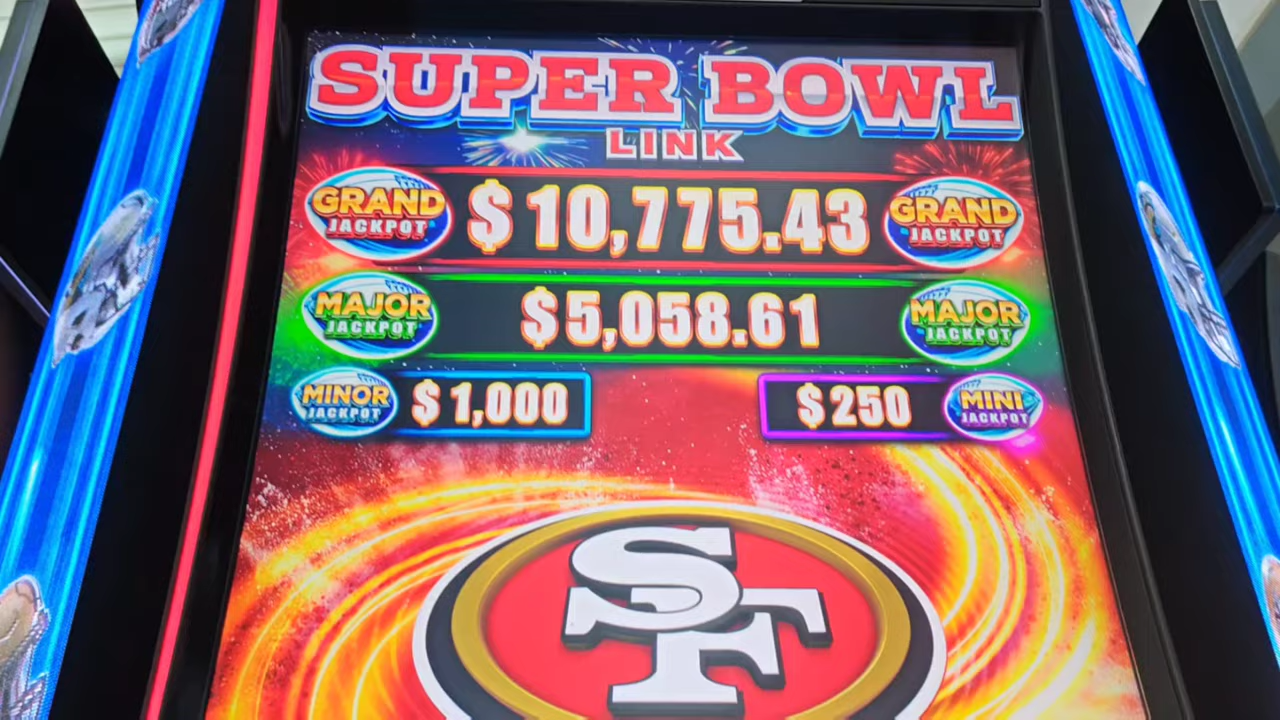 SUPER BOWL
LINK
GRAND JACKPOT $10,775.43 GRAND JACKPOT
MAJOR JACKPOT $5,058.61 MAJOR JACKPOT
MINOR JACKPOT $1,000 $250 MINI JACKPOT
SF